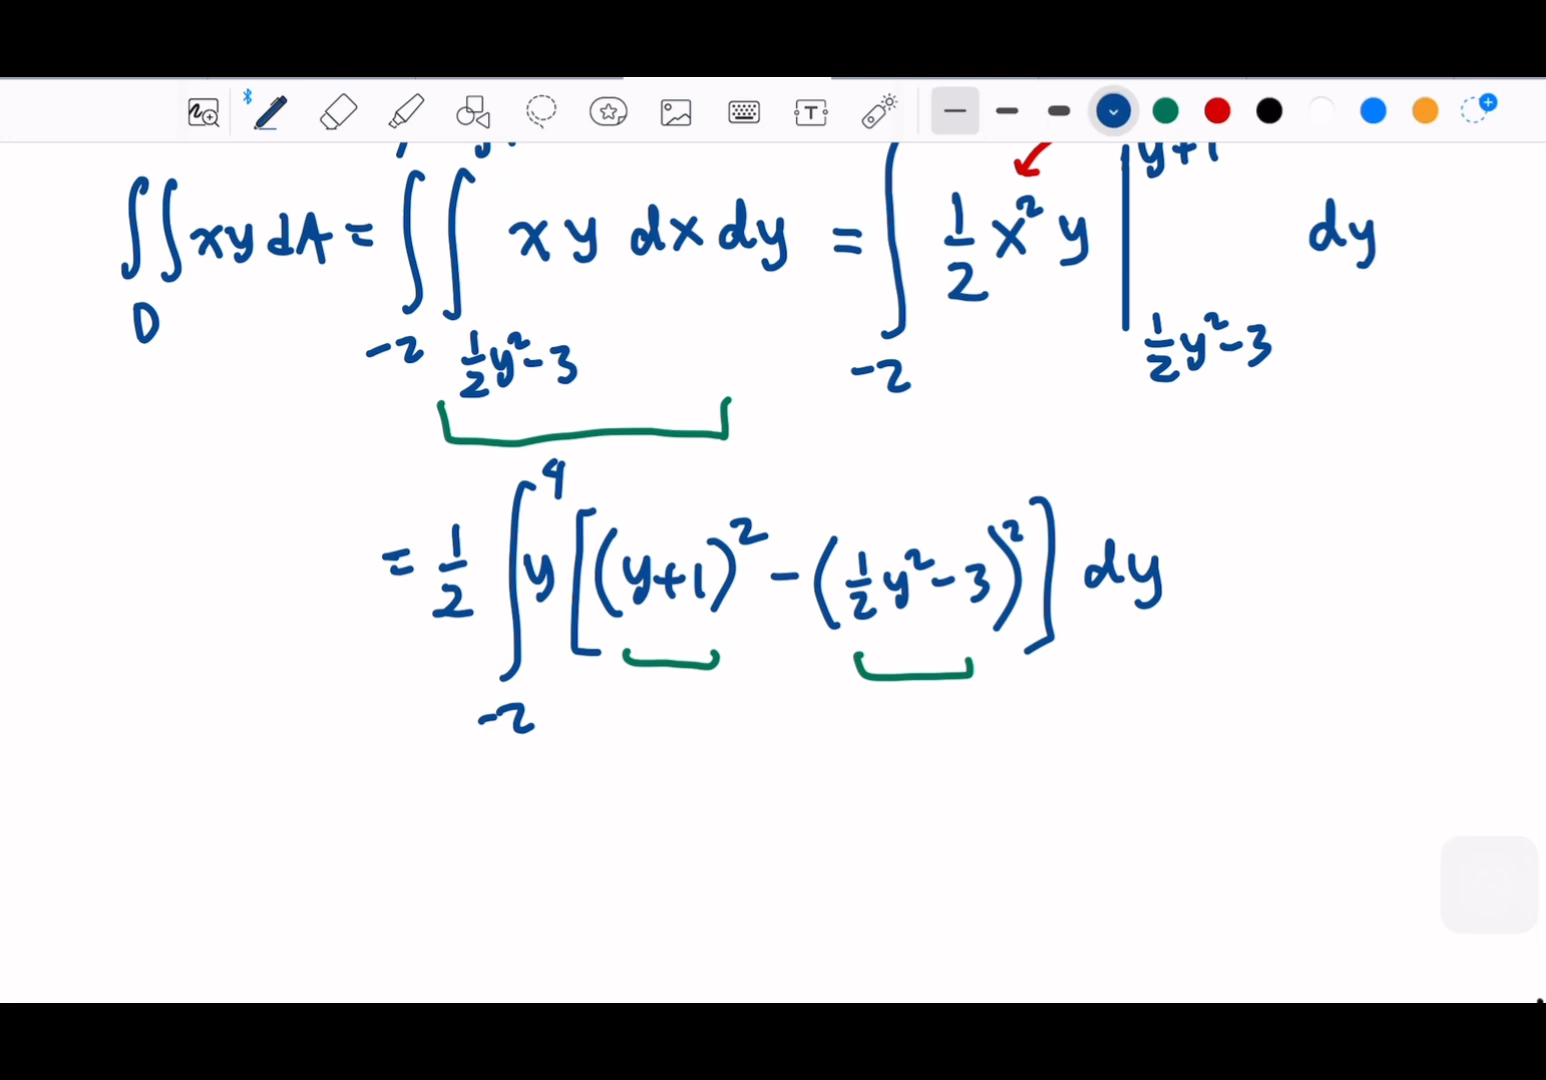 ∬_D xy dA = ∫_{-2} ∫_{½y²-3} xy dx dy = ∫_{-2} ½x²y |_{½y²-3}^{y+1} dy
= ½ ∫_{-2}^{4} y[(y+1)² - (½y²-3)²] dy